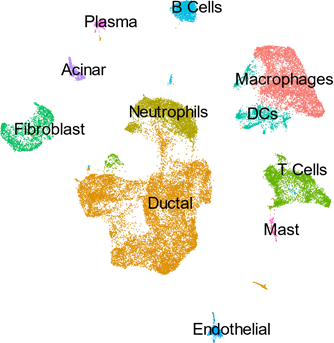 B Cells
Plasma
Acinar
Macrophages
Neutrophils
DCs
Fibroblast
T Cells
Ductal
Mast
Endothelial